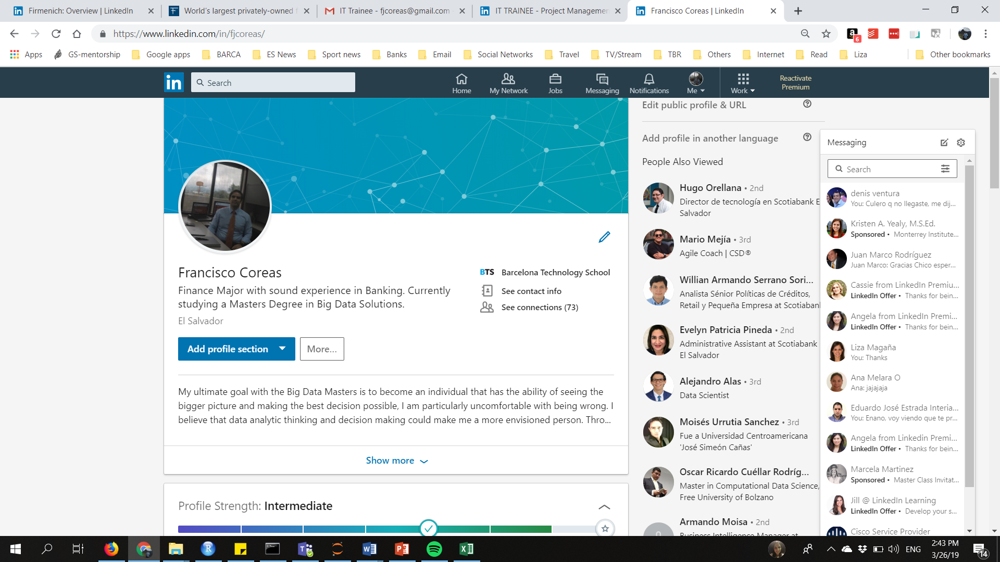 Firmenich: Overview | LinkedIn
World's largest privately-owned f
IT Trainee - fjcoreas@gmail.com -
IT TRAINEE - Project Managemen
Francisco Coreas | LinkedIn
https://www.linkedin.com/in/fjcoreas/
6
Apps
GS-mentorship
Google apps
BARCA
ES News
Sport news
Banks
Email
Social Networks
Travel
TV/Stream
TBR
Others
Internet
Read
Liza
Other bookmarks
in
Search
Home
My Network
Jobs
Messaging
Notifications
Me
Work
Reactivate
Premium
Francisco Coreas
Finance Major with sound experience in Banking. Currently
studying a Masters Degree in Big Data Solutions.
El Salvador
BTS Barcelona Technology School
See contact info
See connections (73)
Add profile section
More...
My ultimate goal with the Big Data Masters is to become an individual that has the ability of seeing the
bigger picture and making the best decision possible, I am particularly uncomfortable with being wrong. I
believe that data analytic thinking and decision making could make me a more envisioned person. Thro...
Show more
Profile Strength: Intermediate
Edit public profile & URL
Add profile in another language
People Also Viewed
Hugo Orellana • 2nd
Director de tecnología en Scotiabank E
Salvador
Mario Mejía • 3rd
Agile Coach | CSD®
Willian Armando Serrano Sori...
Analista Sénior Políticas de Créditos,
Retail y Pequeña Empresa at Scotiabank
Evelyn Patricia Pineda • 2nd
Administrative Assistant at Scotiabank
El Salvador
Alejandro Alas • 3rd
Data Scientist
Moisés Urrutia Sanchez • 3rd
Fue a Universidad Centroamericana
'José Simeón Cañas'
Oscar Ricardo Cuéllar Rodríg...
Master in Computational Data Science,
Free University of Bolzano
Armando Moisa • 2nd
Business Intelligence Manager at
Messaging
Search
denis ventura
You: Culero q no llegaste, me dij...
Kristen A. Yealy, M.S.Ed.
Sponsored • Monterrey Institute...
Juan Marco Rodríguez
Juan Marco: Gracias Chico esper...
Cassie from LinkedIn Premiu...
LinkedIn Offer • Thanks for bein...
Angela from LinkedIn Premi...
LinkedIn Offer • Thanks for bein...
Liza Magaña
You: Thanks
Ana Melara O
Ana: jajajaja
Eduardo José Estrada Interia...
You: Enano, voy viendo que te pr...
Angela from Linkedin Premi...
LinkedIn Offer • Thanks for bein...
Marcela Martinez
Sponsored • Master Class Invitat...
Jill @ LinkedIn Learning
LinkedIn Offer • Develop your s...
Cisco Service Provider
ENG
2:43 PM
3/26/19
14